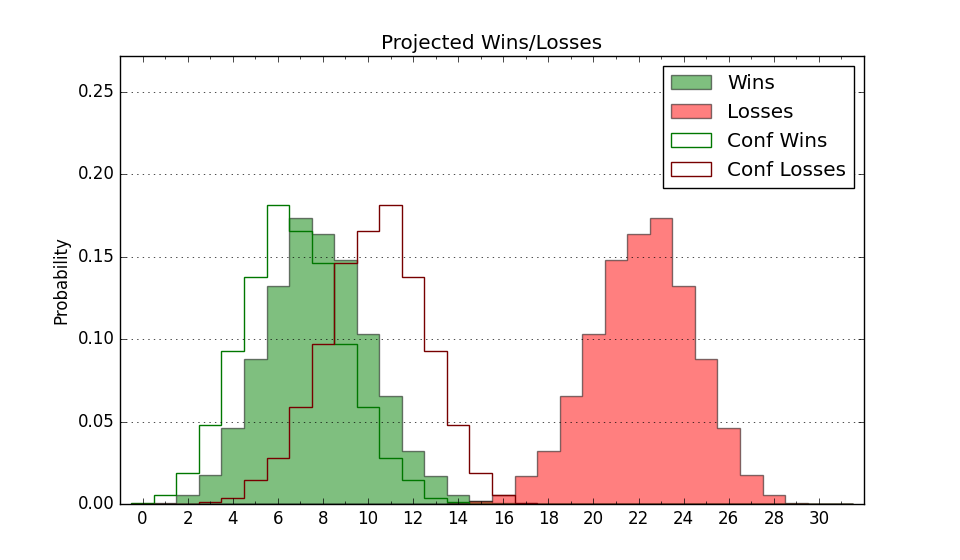 Projected Wins/Losses
Wins
Losses
Conf Wins
Conf Losses
Probability
0.25
0.20
0.15
0.10
0.05
0.00
0 2 4 6 8 10 12 14 16 18 20 22 24 26 28 30